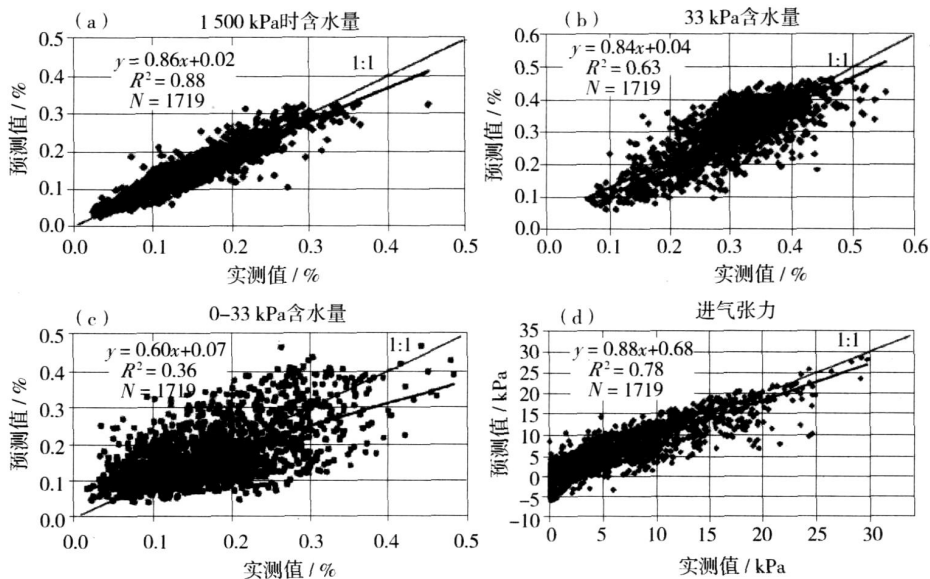 (a)
1 500 kPa时含水量
y = 0.86x+0.02
R² = 0.88
N = 1719
1:1
预测值 / %
0.5
0.4
0.3
0.2
0.1
0.0
0.0 0.1 0.2 0.3 0.4 0.5
实测值 / %
(b)
33 kPa含水量
y = 0.84x+0.04
R² = 0.63
N = 1719
1:1
预测值 / %
0.6
0.5
0.4
0.3
0.2
0.1
0.0
0.0 0.1 0.2 0.3 0.4 0.5 0.6
实测值 / %
(c)
0-33 kPa含水量
y = 0.60x+0.07
R² = 0.36
N = 1719
1:1
预测值 / %
0.5
0.4
0.3
0.2
0.1
0.0
0.0 0.1 0.2 0.3 0.4 0.5
实测值 / %
(d)
进气张力
y = 0.88x+0.68
R² = 0.78
N = 1719
1:1
预测值 / kPa
35
30
25
20
15
10
5
0
-5
-10
0 5 10 15 20 25 30
实测值 / kPa